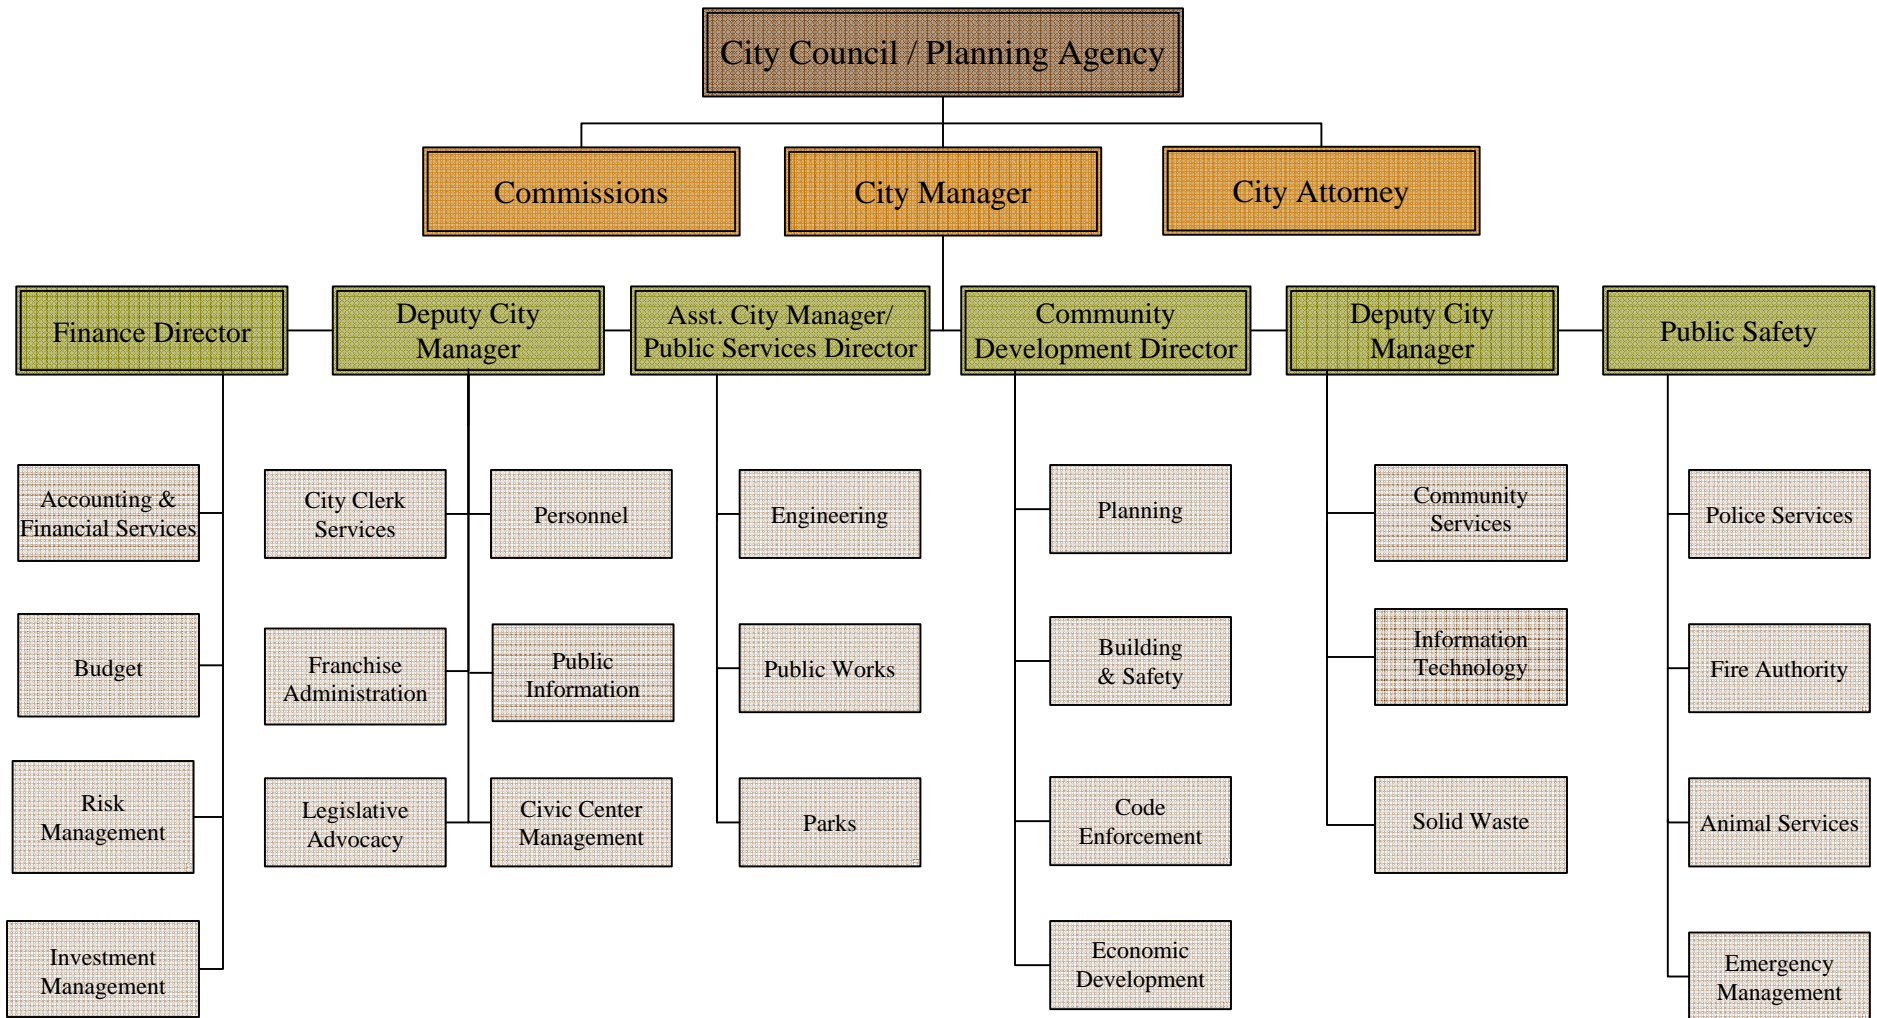 City Council / Planning Agency
Commissions
City Manager
City Attorney
Finance Director
Deputy City
Manager
Asst. City Manager/
Public Services Director
Community
Development Director
Deputy City
Manager
Public Safety
Accounting &
Financial Services
City Clerk
Services
Personnel
Engineering
Planning
Community
Services
Police Services
Budget
Franchise
Administration
Public
Information
Public Works
Building
& Safety
Information
Technology
Fire Authority
Risk
Management
Legislative
Advocacy
Civic Center
Management
Parks
Code
Enforcement
Solid Waste
Animal Services
Investment
Management
Economic
Development
Emergency
Management